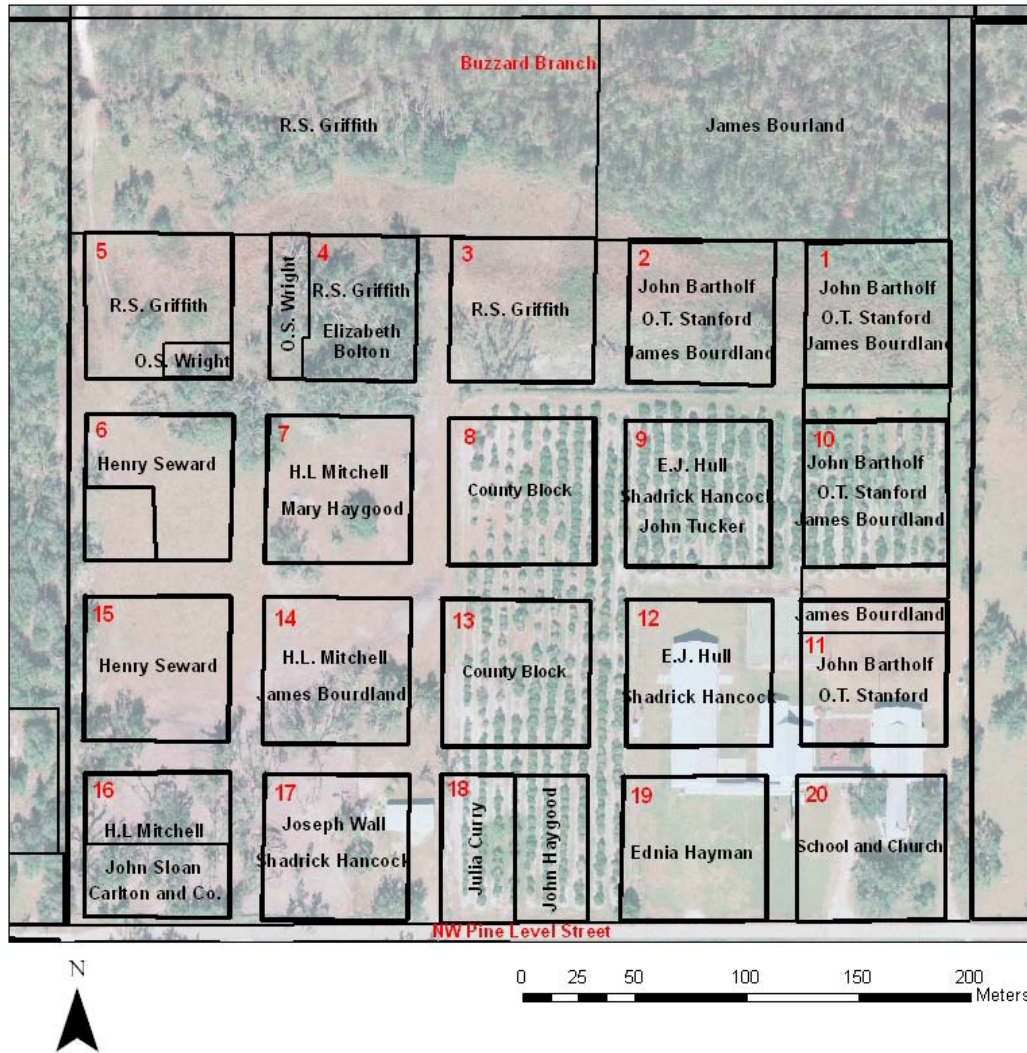 Buzzard Branch
R.S. Griffith
James Bourland
5
R.S. Griffith
O.S. Wright
O.S. Wright
4
R.S. Griffith
Elizabeth
Bolton
3
R.S. Griffith
2
John Bartholf
O.T. Stanford
James Bourdland
1
John Bartholf
O.T. Stanford
James Bourdland
6
Henry Seward
7
H.L Mitchell
Mary Haygood
8
County Block
9
E.J. Hull
Shadrick Hancock
John Tucker
10
John Bartholf
O.T. Stanford
James Bourdland
15
Henry Seward
14
H.L. Mitchell
James Bourdland
13
County Block
12
E.J. Hull
Shadrick Hancock
James Bourdland
11
John Bartholf
O.T. Stanford
16
H.L Mitchell
John Sloan
Carlton and Co.
17
Joseph Wall
Shadrick Hancock
18
Julia Curry
John Haygood
19
Ednia Hayman
20
School and Church
NW Pine Level Street
N
0 25 50 100 150 200
Meters